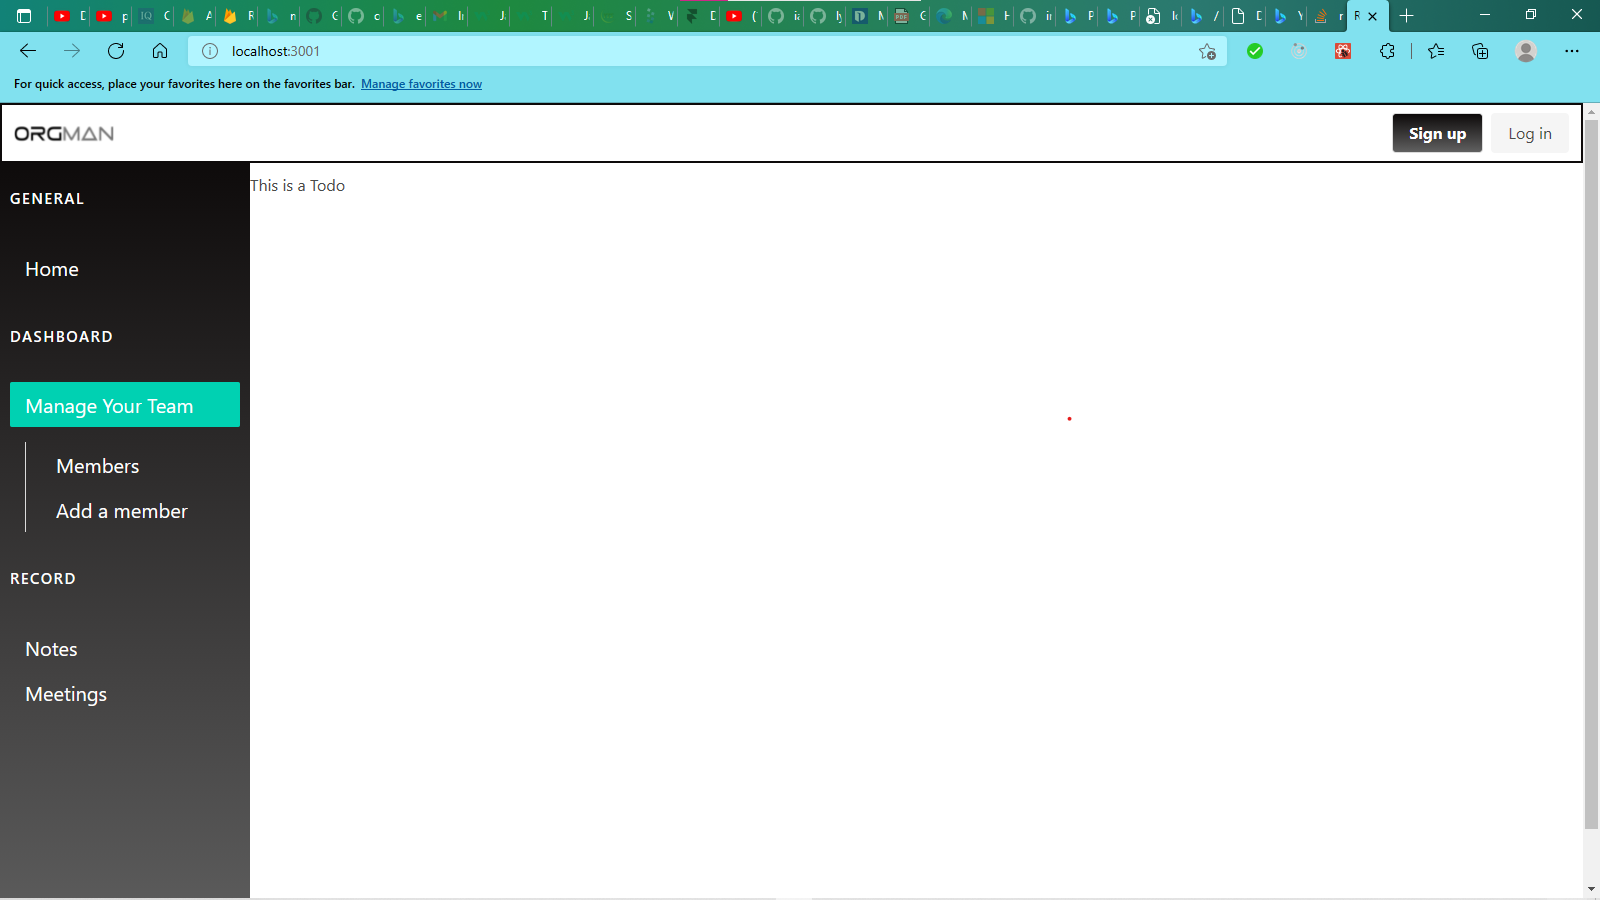 localhost:3001
For quick access, place your favorites here on the favorites bar. Manage favorites now
ORGMAN
Sign up
Log in
GENERAL
This is a Todo
Home
DASHBOARD
Manage Your Team
Members
Add a member
RECORD
Notes
Meetings